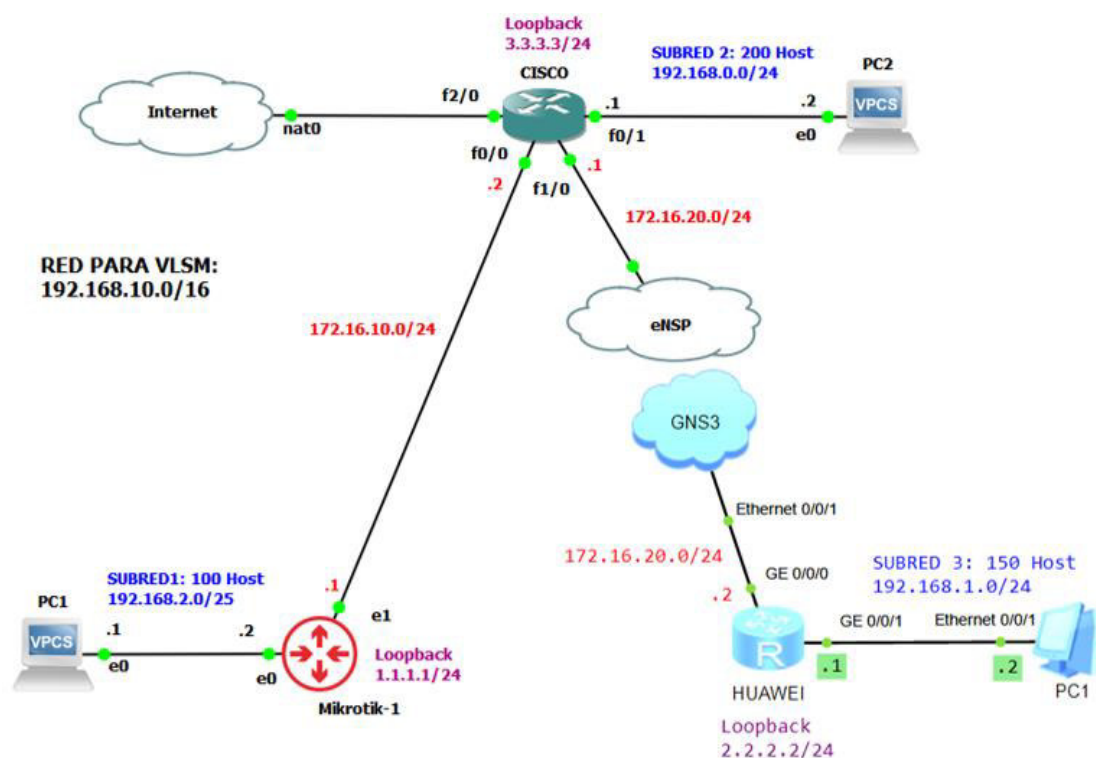 Loopback
3.3.3.3/24
CISCO
SUBRED 2: 200 Host
192.168.0.0/24
PC2
Internet
nat0
f2/0
.1
f0/1
.2
e0
VPCS
f0/0
.2
f1/0
.1
172.16.20.0/24
RED PARA VLSM:
192.168.10.0/16
eNSP
172.16.10.0/24
GNS3
Ethernet 0/0/1
172.16.20.0/24
GE 0/0/0
.2
SUBRED 3: 150 Host
192.168.1.0/24
GE 0/0/1
Ethernet 0/0/1
.1
.2
R
HUAWEI
PC1
Loopback
2.2.2.2/24
SUBRED1: 100 Host
192.168.2.0/25
PC1
VPCS
.1
e0
.2
e0
.1
e1
Loopback
1.1.1.1/24
Mikrotik-1